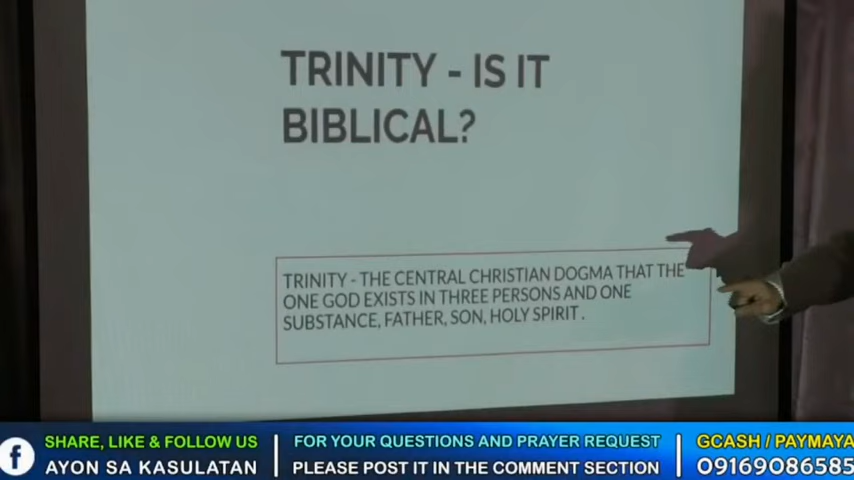 TRINITY - IS IT
BIBLICAL?
TRINITY - THE CENTRAL CHRISTIAN DOGMA THAT THE
ONE GOD EXISTS IN THREE PERSONS AND ONE
SUBSTANCE, FATHER, SON, HOLY SPIRIT .
f
SHARE, LIKE & FOLLOW US
AYON SA KASULATAN
FOR YOUR QUESTIONS AND PRAYER REQUEST
PLEASE POST IT IN THE COMMENT SECTION
GCASH / PAYMAYA
09169086585